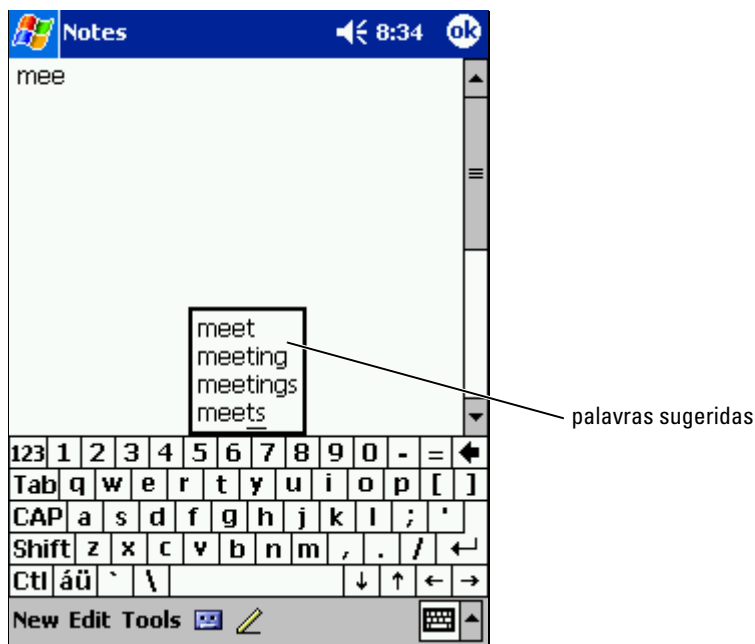 Notes 8:34 ok
mee
meet
meeting
meetings
meets
palavras sugeridas
123 1 2 3 4 5 6 7 8 9 0 - =
Tab q w e r t y u i o p [ ]
CAP a s d f g h j k l ; '
Shift z x c v b n m , . /
Ctl áü ` \
New Edit Tools